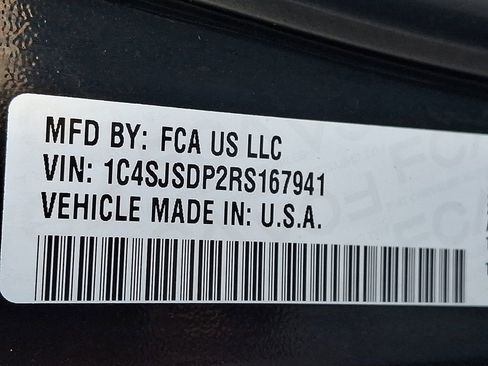 MFD BY: FCA US LLC
VIN: 1C4SJSDP2RS167941
VEHICLE MADE IN: U.S.A.